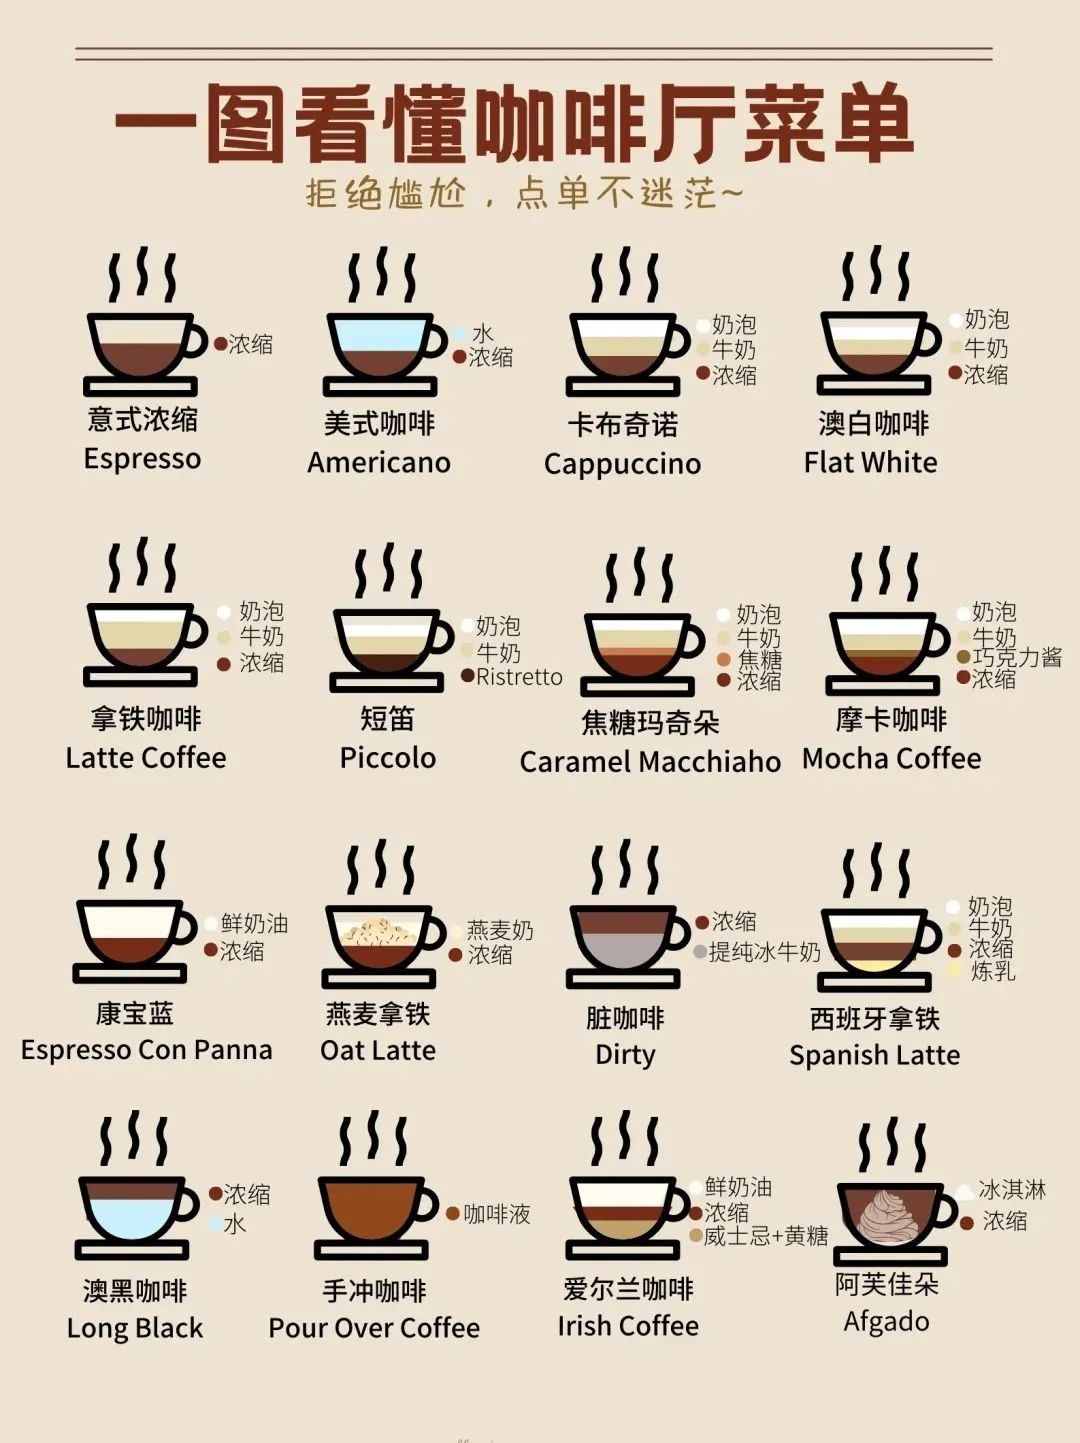 一图看懂咖啡厅菜单
拒绝尴尬，点单不迷茫~
浓缩
意式浓缩
Espresso
水
浓缩
美式咖啡
Americano
奶泡
牛奶
浓缩
卡布奇诺
Cappuccino
奶泡
牛奶
浓缩
澳白咖啡
Flat White
奶泡
牛奶
浓缩
拿铁咖啡
Latte Coffee
奶泡
牛奶
Ristretto
短笛
Piccolo
奶泡
牛奶
焦糖
浓缩
焦糖玛奇朵
Caramel Macchiaho
奶泡
牛奶
巧克力酱
浓缩
摩卡咖啡
Mocha Coffee
鲜奶油
浓缩
康宝蓝
Espresso Con Panna
燕麦奶
浓缩
燕麦拿铁
Oat Latte
浓缩
提纯冰牛奶
脏咖啡
Dirty
奶泡
牛奶
浓缩
炼乳
西班牙拿铁
Spanish Latte
浓缩
水
澳黑咖啡
Long Black
咖啡液
手冲咖啡
Pour Over Coffee
鲜奶油
浓缩
威士忌+黄糖
爱尔兰咖啡
Irish Coffee
冰淇淋
浓缩
阿芙佳朵
Afgado